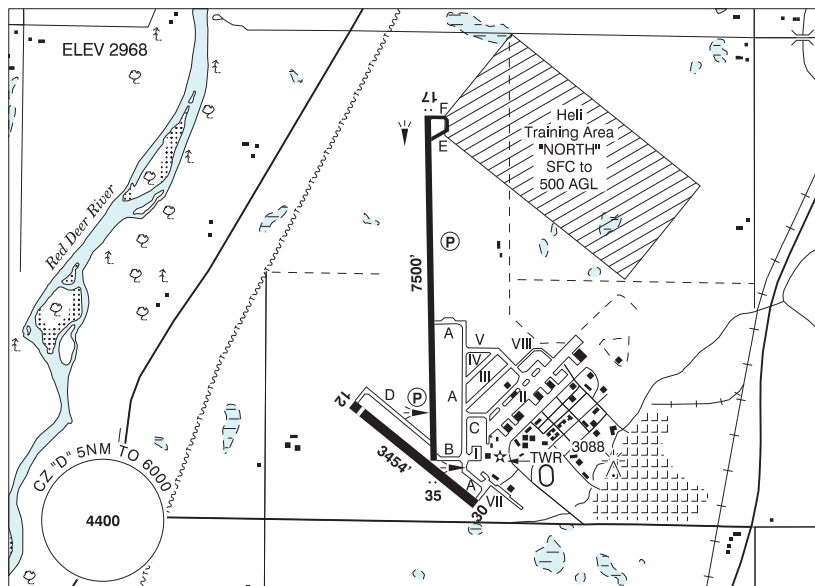 ELEV 2968
17
F
E
Heli
Training Area
"NORTH"
SFC to
500 AGL
Red Deer River
P
7500'
A
V
VIII
IV
III
II
D
P
A
12
C
B
I
TWR
3088
3454'
CZ "D" 5NM TO 6000
4400
35
A
VII
30